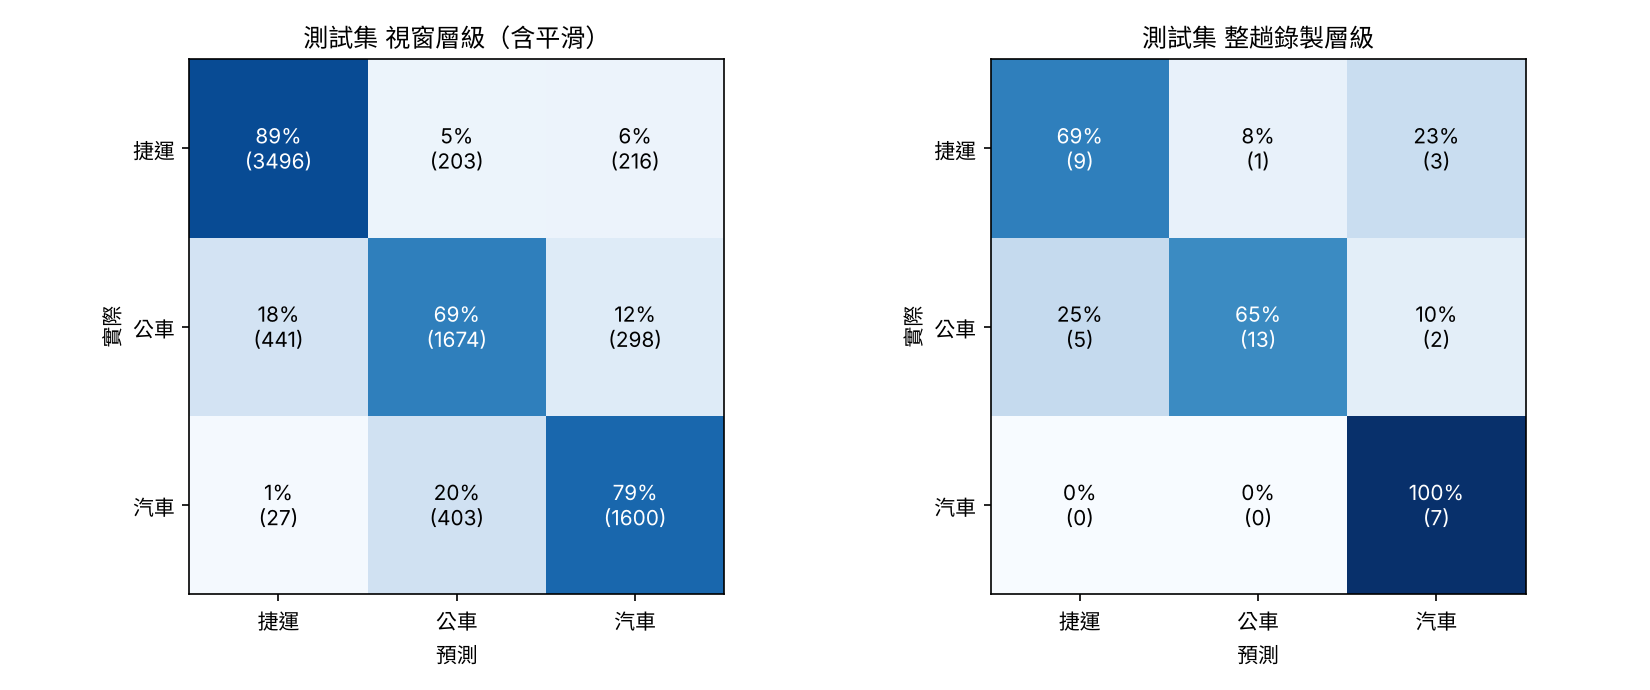 測試集 視窗層級（含平滑）
實際
捷運
89%
(3496)
5%
(203)
6%
(216)
公車
18%
(441)
69%
(1674)
12%
(298)
汽車
1%
(27)
20%
(403)
79%
(1600)
捷運
公車
汽車
預測
測試集 整趟錄製層級
實際
捷運
69%
(9)
8%
(1)
23%
(3)
公車
25%
(5)
65%
(13)
10%
(2)
汽車
0%
(0)
0%
(0)
100%
(7)
捷運
公車
汽車
預測